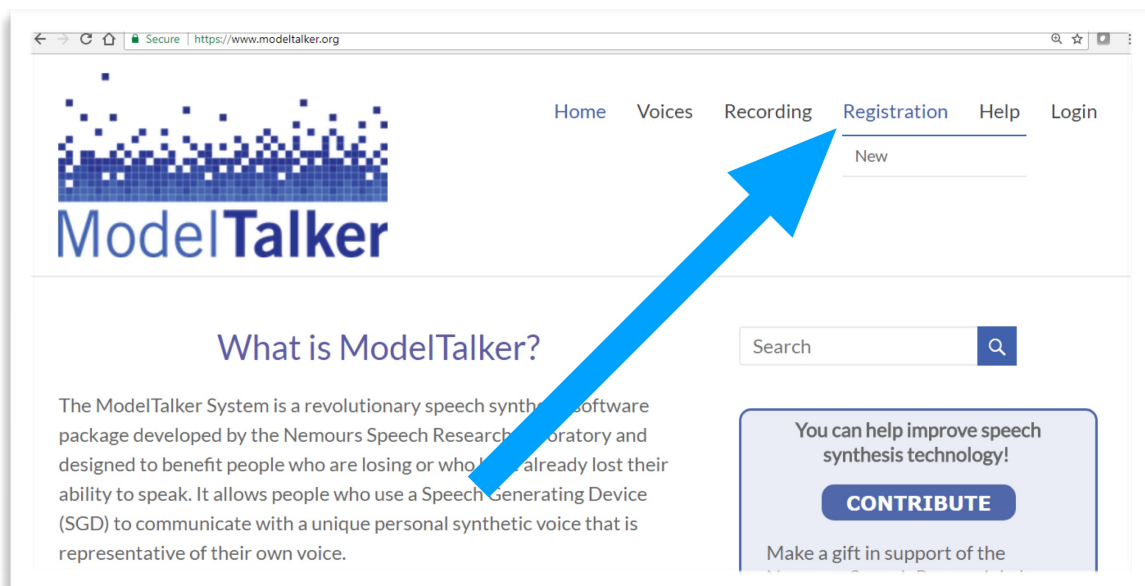 Secure | https://www.modeltalker.org
ModelTalker
Home Voices Recording Registration Help Login
New
What is ModelTalker?
Search
The ModelTalker System is a revolutionary speech software
package developed by the Nemours Speech Research and
designed to benefit people who are losing or who already lost their
ability to speak. It allows people who use a Speech Generating Device
(SGD) to communicate with a unique personal synthetic voice that is
representative of their own voice.
You can help improve speech
synthesis technology!
CONTRIBUTE
Make a gift in support of the